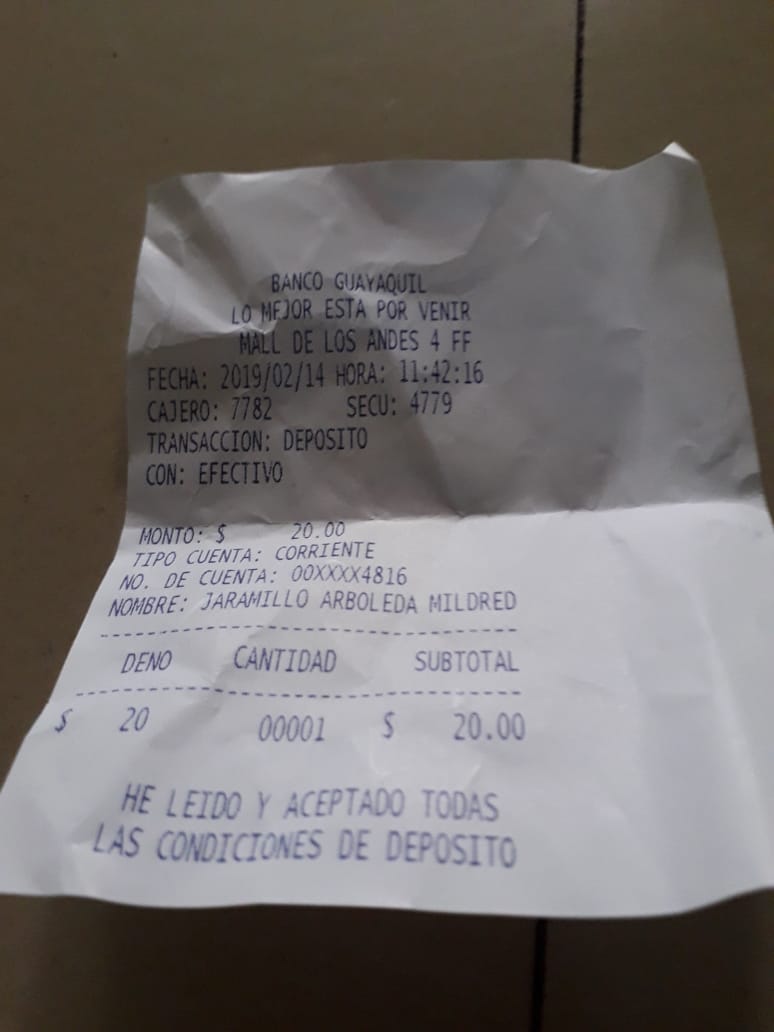 BANCO GUAYAQUIL
LO MEJOR ESTA POR VENIR
MALL DE LOS ANDES 4 FF
FECHA: 2019/02/14 HORA: 11:42:16
CAJERO: 7782 SECU: 4779
TRANSACCION: DEPOSITO
CON: EFECTIVO
MONTO: $ 20.00
TIPO CUENTA: CORRIENTE
NO. DE CUENTA: 00XXXX4816
NOMBRE: JARAMILLO ARBOLEDA MILDRED
--------------------------------
DENO CANTIDAD SUBTOTAL
--------------------------------
$ 20 00001 $ 20.00
HE LEIDO Y ACEPTADO TODAS
LAS CONDICIONES DE DEPOSITO